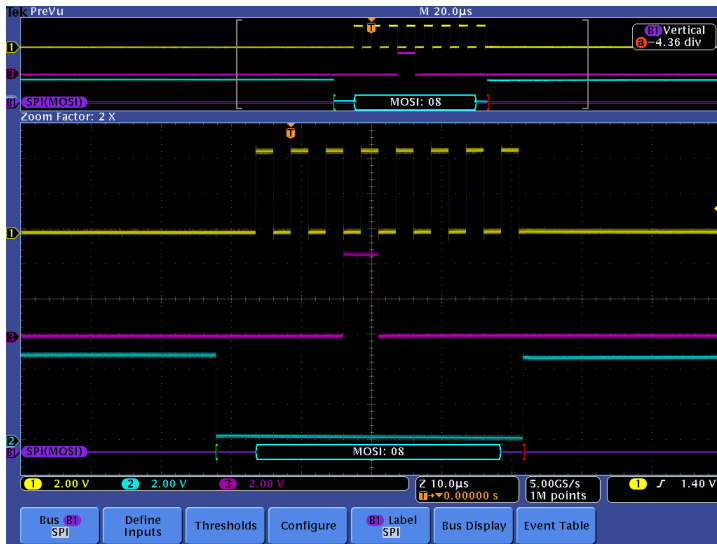 Tek PreVu M 20.0µs
T
B1 Vertical
1
a -4.36 div
3
B1 SPI(MOSI) MOSI: 08
Zoom Factor: 2 X
T
1
3
2
B1 SPI(MOSI) MOSI: 08
1 2.00 V 2 2.00 V 3 2.00 V Z 10.0µs 5.00GS/s 1 1.40 V
T→▼0.00000 s 1M points
Bus B1 Define Thresholds Configure B1 Label Bus Display Event Table
SPI Inputs SPI